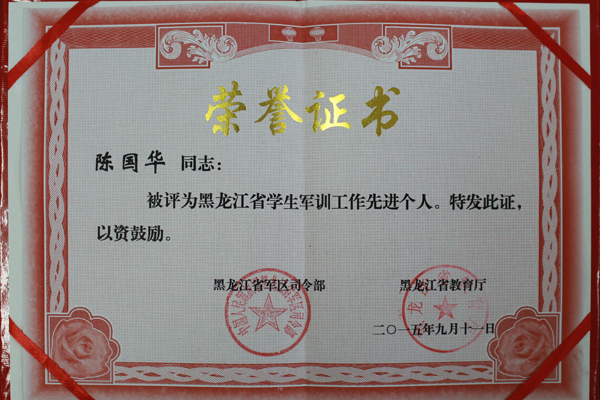 荣誉证书
陈国华 同志：
被评为黑龙江省学生军训工作先进个人。特发此证，
以资鼓励。
黑龙江省军区司令部 黑龙江省教育厅
二〇一五年九月十一日